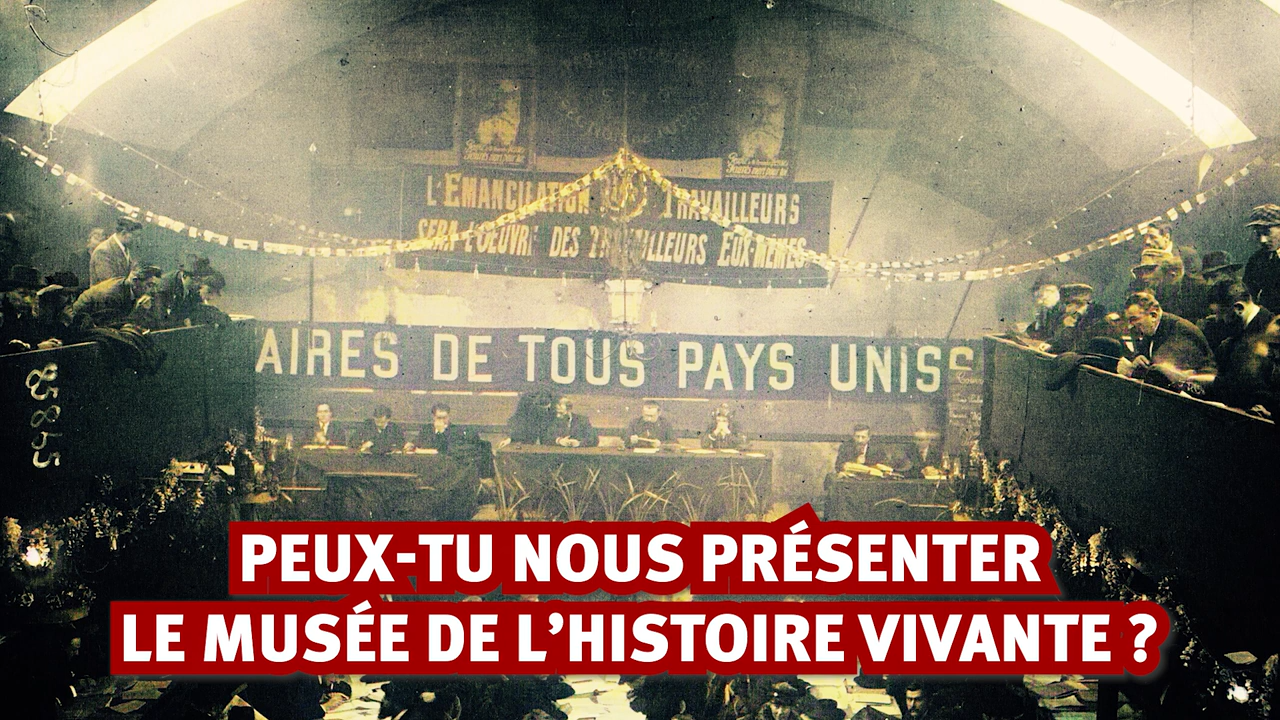 L'EMANCIPATION TRAVAILLEURS
SERA L'OEUVRE DES TRAVAILLEURS EUX-MÊMES
AIRES DE TOUS PAYS UNISS
PEUX-TU NOUS PRÉSENTER
LE MUSÉE DE L'HISTOIRE VIVANTE ?